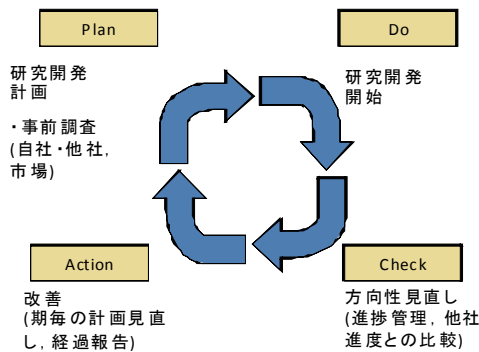 Plan
研究開発
計画
・事前調査
(自社・他社,
市場)
Do
研究開発
開始
Check
方向性見直し
(進捗管理, 他社
進度との比較)
Action
改善
(期毎の計画見直
し, 経過報告)